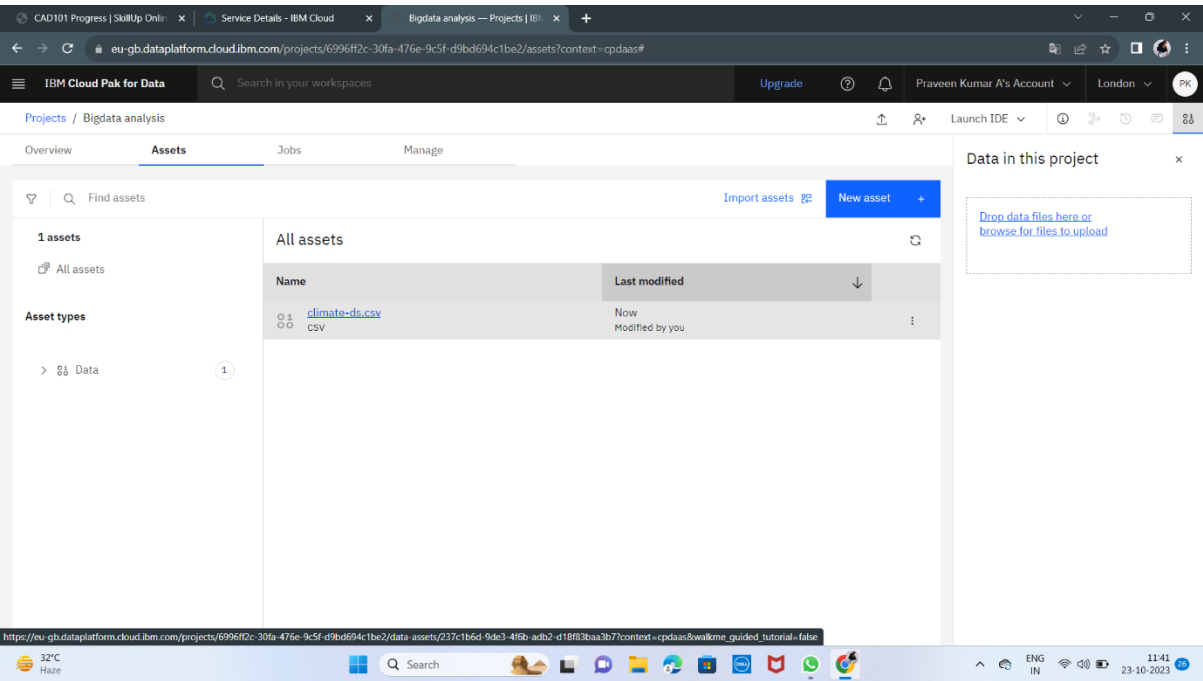 CAD101 Progress | SkillUp Onlin
Service Details - IBM Cloud
Bigdata analysis — Projects | IBM
eu-gb.dataplatform.cloud.ibm.com/projects/6996ff2c-30fa-476e-9c5f-d9bd694c1be2/assets?context=cpdaas#
IBM Cloud Pak for Data
Search in your workspaces
Upgrade
Praveen Kumar A's Account
London
PK
Projects / Bigdata analysis
Launch IDE
Overview
Assets
Jobs
Manage
Data in this project
Find assets
Import assets
New asset +
Drop data files here or
browse for files to upload
1 assets
All assets
All assets
Name
Last modified
Asset types
climate-ds.csv
CSV
Now
Modified by you
Data
1
https://eu-gb.dataplatform.cloud.ibm.com/projects/6996ff2c-30fa-476e-9c5f-d9bd694c1be2/data-assets/237c1b6d-9de3-4f6b-adb2-d18f83baa3b7?context=cpdaas&walkme_guided_tutorial=false
32°C
Haze
Search
DELL
ENG
IN
11:41
23-10-2023
26